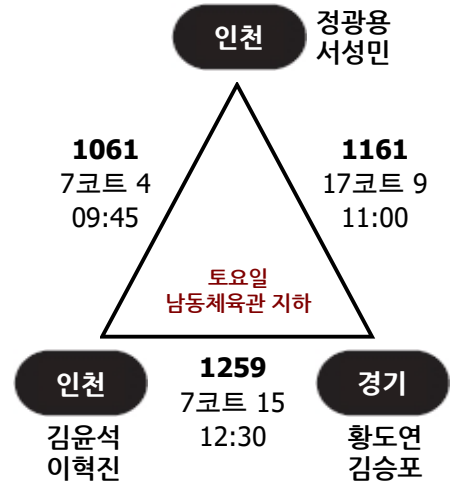 인천
정광용
서성민
1061
7코트 4
09:45
1161
17코트 9
11:00
토요일
남동체육관 지하
인천
김윤석
이혁진
1259
7코트 15
12:30
경기
황도연
김승포